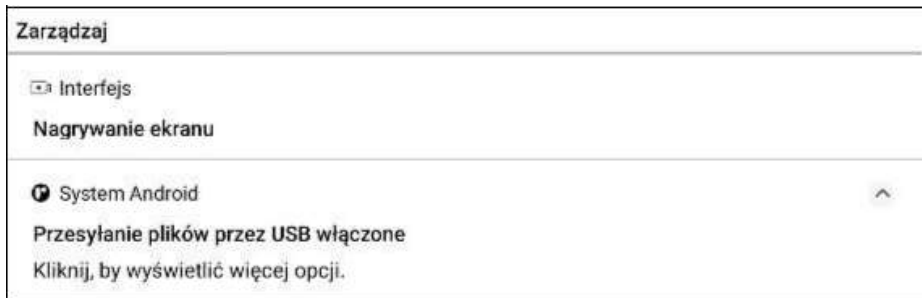 Zarządzaj
Interfejs
Nagrywanie ekranu
System Android
Przesyłanie plików przez USB włączone
Kliknij, by wyświetlić więcej opcji.